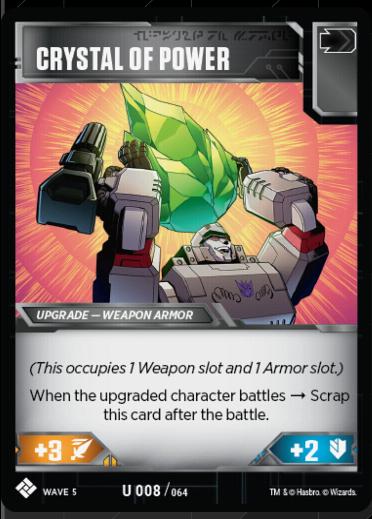 CRYSTAL OF POWER
UPGRADE — WEAPON ARMOR
(This occupies 1 Weapon slot and 1 Armor slot.)
When the upgraded character battles → Scrap
this card after the battle.
+3
+2
WAVE 5
U 008 / 064
TM & © Hasbro. © Wizards.